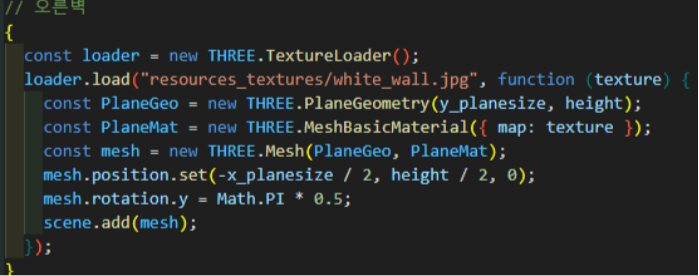 // 오른벽
{
const loader = new THREE.TextureLoader();
loader.load("resources_textures/white_wall.jpg", function (texture) {
const PlaneGeo = new THREE.PlaneGeometry(y_planesize, height);
const PlaneMat = new THREE.MeshBasicMaterial({ map: texture });
const mesh = new THREE.Mesh(PlaneGeo, PlaneMat);
mesh.position.set(-x_planesize / 2, height / 2, 0);
mesh.rotation.y = Math.PI * 0.5;
scene.add(mesh);
});
}